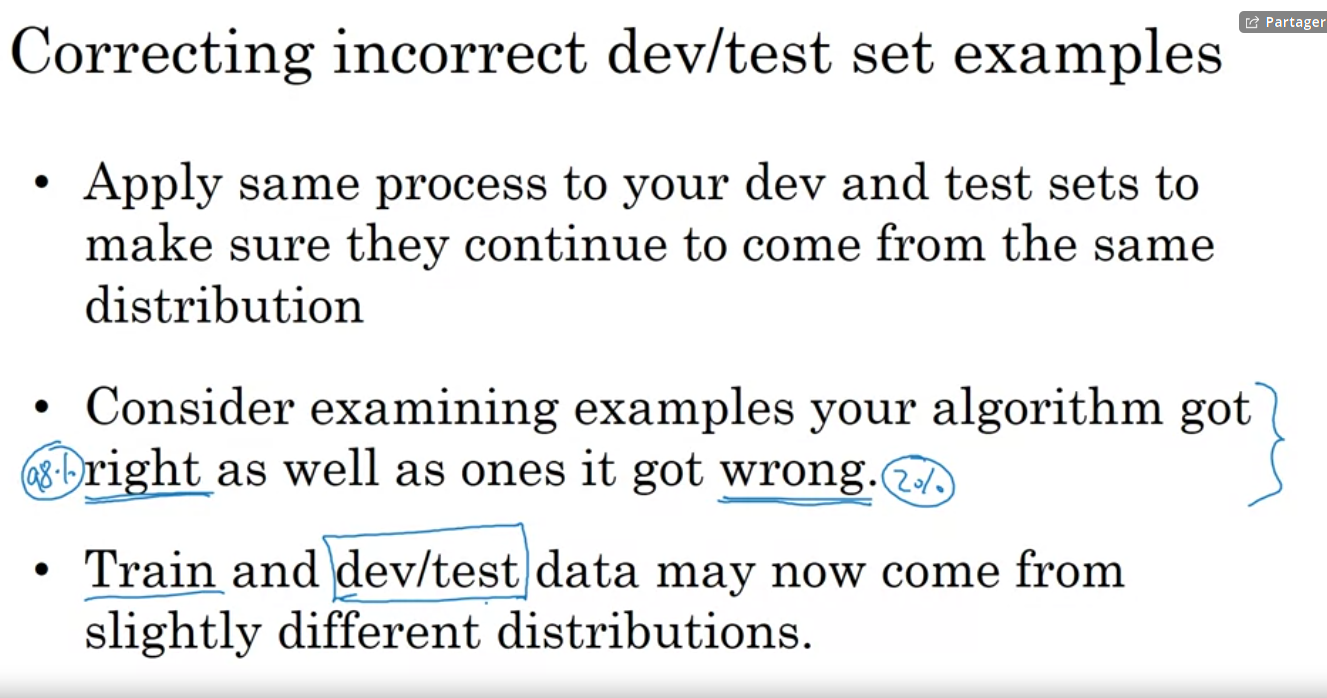 Partager
Correcting incorrect dev/test set examples
• Apply same process to your dev and test sets to
make sure they continue to come from the same
distribution
• Consider examining examples your algorithm got
98% right as well as ones it got wrong. 2%
• Train and dev/test data may now come from
slightly different distributions.